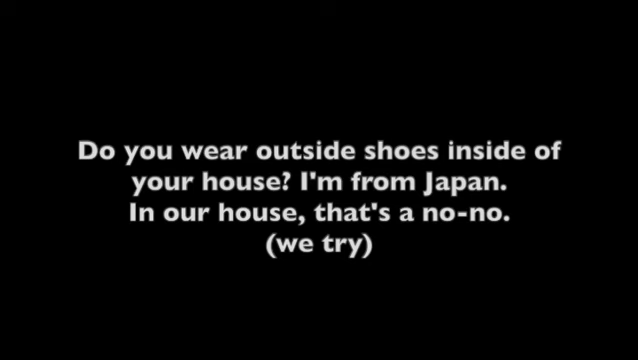 Do you wear outside shoes inside of
your house? I'm from Japan.
In our house, that's a no-no.
(we try)